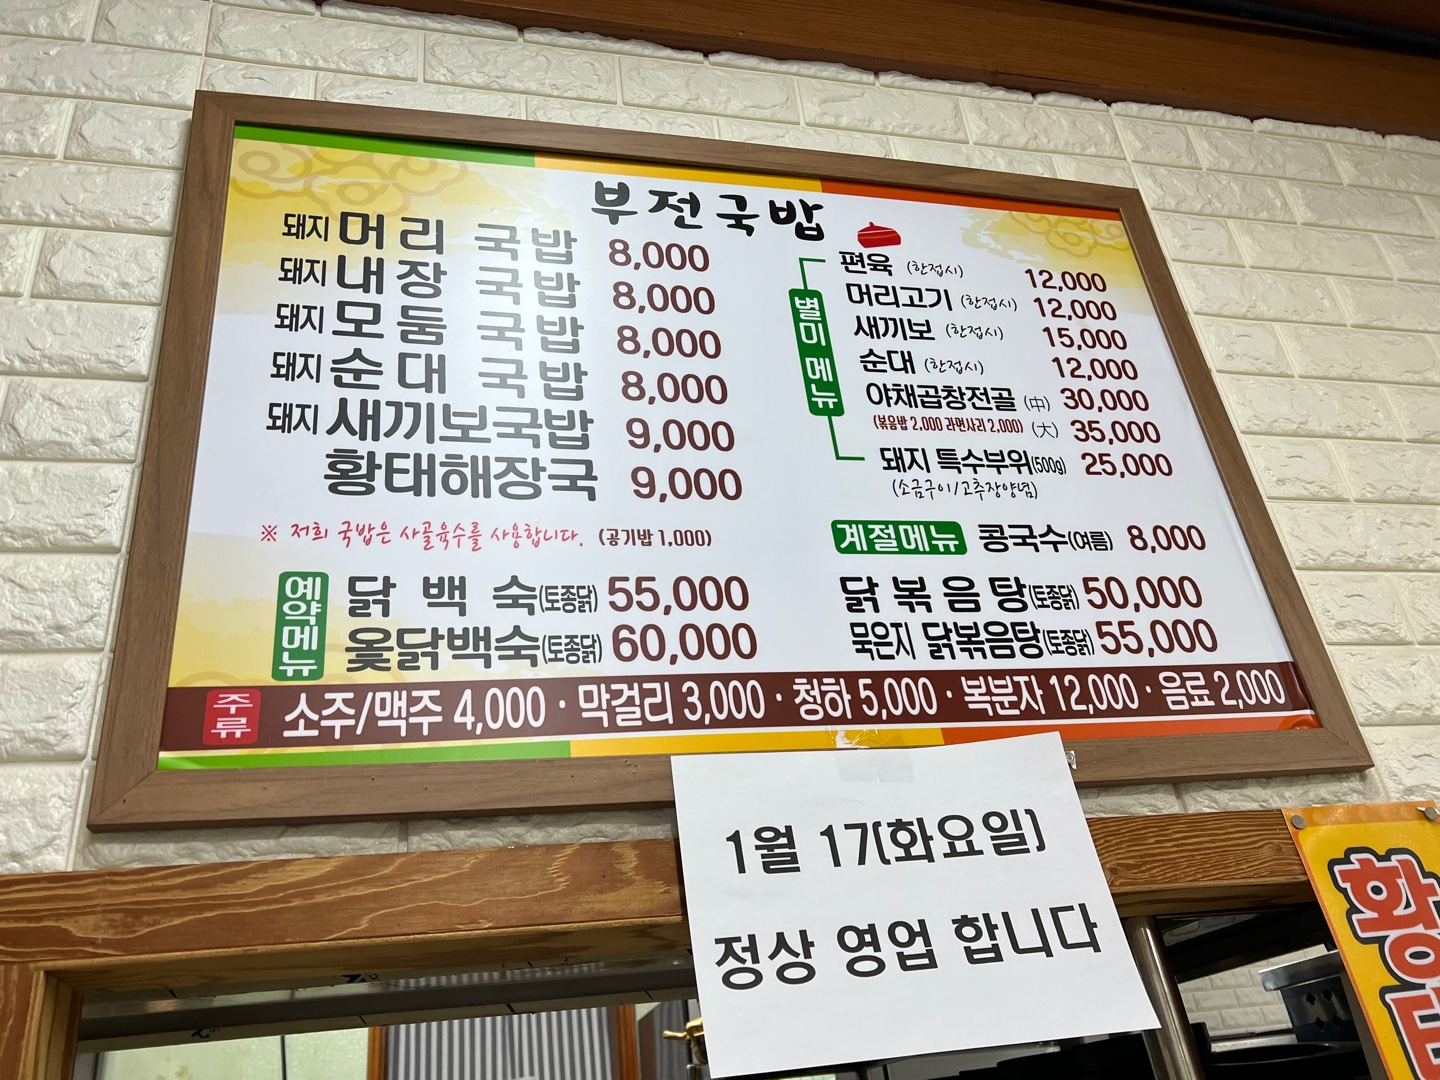 부전국밥
돼지 머리 국밥 8,000
돼지 내장 국밥 8,000
돼지 모둠 국밥 8,000
돼지 순대 국밥 8,000
돼지 새끼보국밥 9,000
황태해장국 9,000
※ 저희 국밥은 사골육수를 사용합니다. (공기밥 1,000)
별미메뉴
편육 (한접시) 12,000
머리고기 (한접시) 12,000
새끼보 (한접시) 15,000
순대 (한접시) 12,000
야채곱창전골 (中) 30,000
(볶음밥 2,000 라면사리 2,000) (大) 35,000
돼지 특수부위(500g) 25,000
(소금구이/고추장양념)
계절메뉴 콩국수(여름) 8,000
예약메뉴
닭 백 숙(토종닭) 55,000
옻닭백숙(토종닭) 60,000
닭 볶 음 탕(토종닭) 50,000
묵은지 닭볶음탕(토종닭) 55,000
주류 소주/맥주 4,000 · 막걸리 3,000 · 청하 5,000 · 복분자 12,000 · 음료 2,000
1월 17(화요일)
정상 영업 합니다